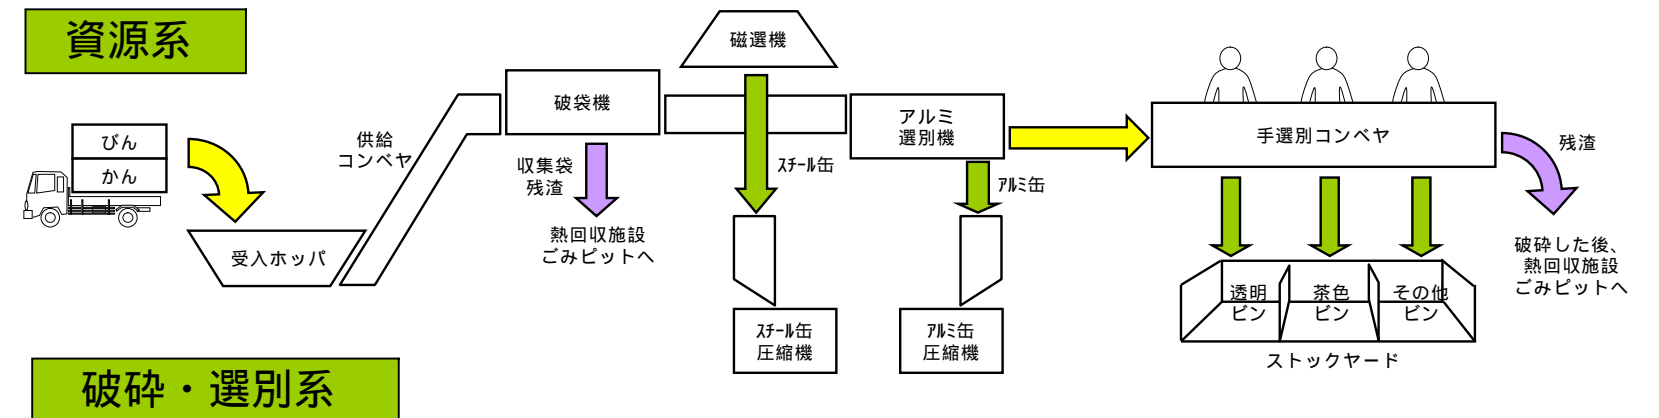 資源系
磁選機
破袋機
アルミ
選別機
手選別コンベヤ
びん
かん
供給
コンベヤ
収集袋
残渣
ｽﾁｰﾙ缶
ｱﾙﾐ缶
残渣
受入ホッパ
熱回収施設
ごみピットへ
破砕した後、
熱回収施設
ごみピットへ
透明
ビン
茶色
ビン
その他
ビン
ｽﾁｰﾙ缶
圧縮機
ｱﾙﾐ缶
圧縮機
ストックヤード
破砕・選別系